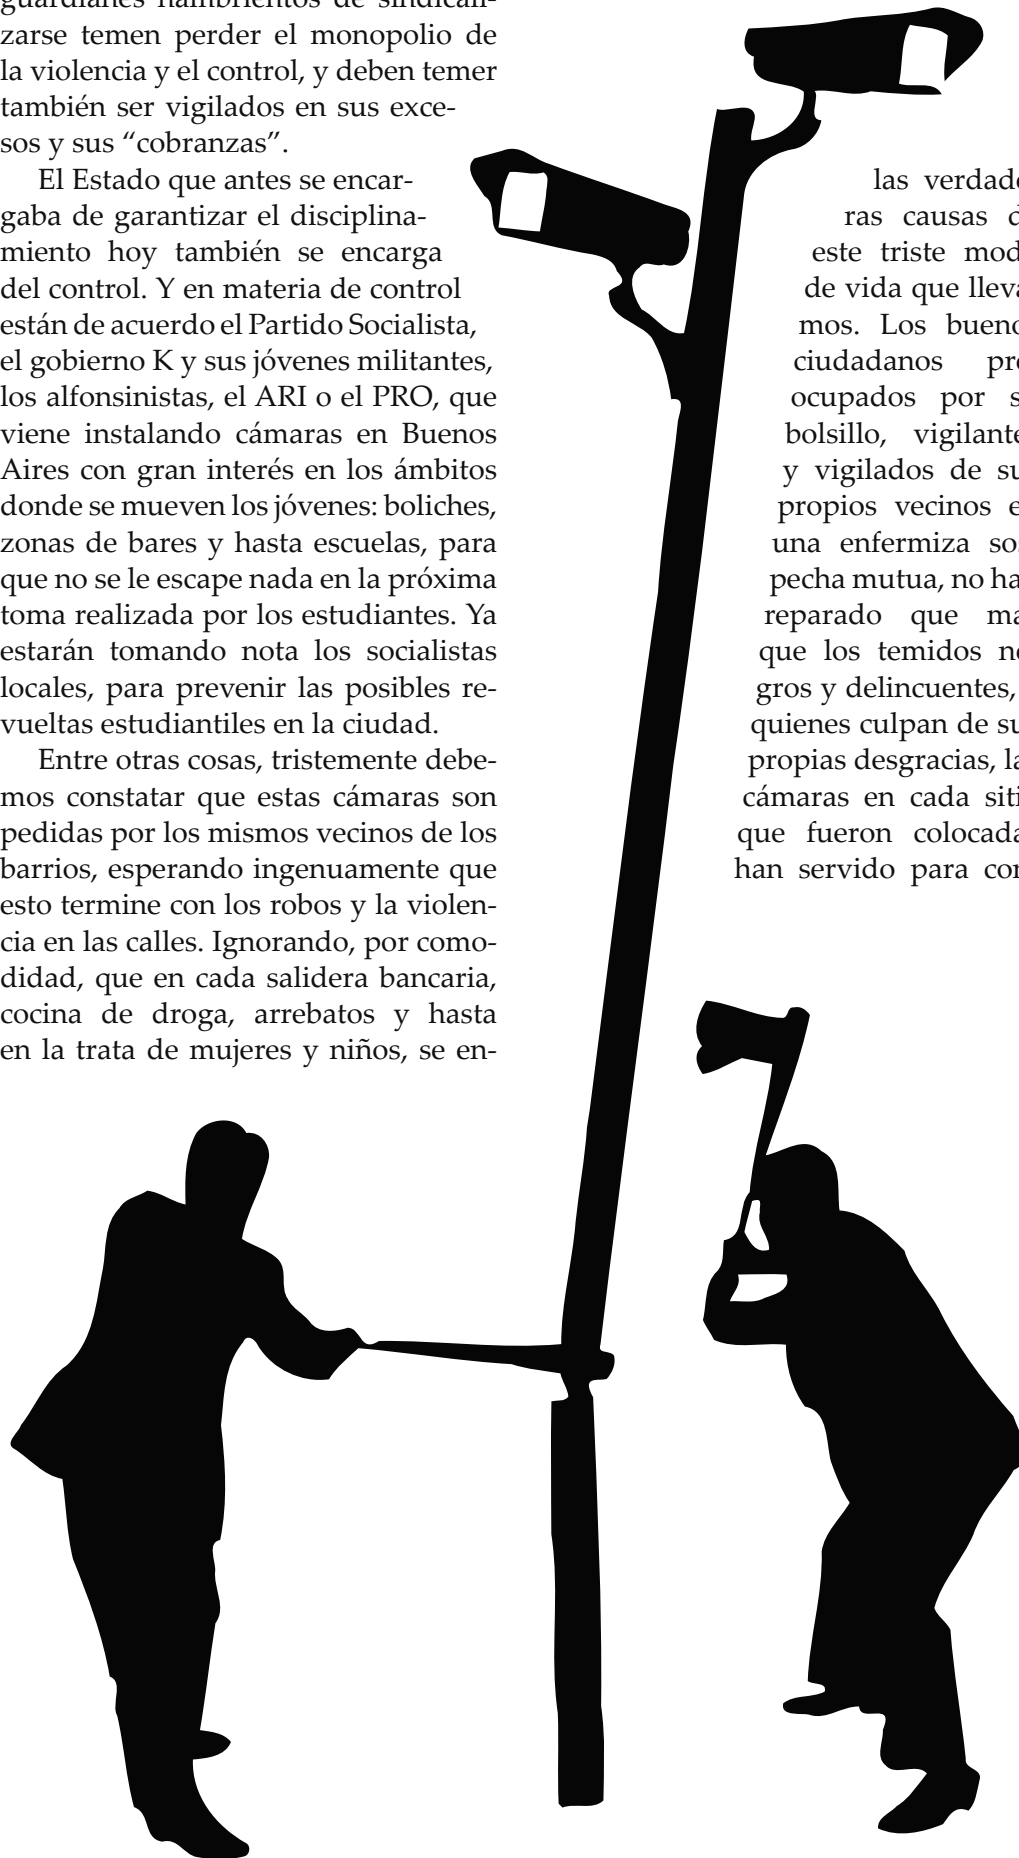 guardianes hambrientos de sindicali-
zarse temen perder el monopolio de
la violencia y el control, y deben temer
también ser vigilados en sus exce-
sos y sus “cobranzas”.
El Estado que antes se encar-
gaba de garantizar el disciplina-
miento hoy también se encarga
del control. Y en materia de control
están de acuerdo el Partido Socialista,
el gobierno K y sus jóvenes militantes,
los alfonsinistas, el ARI o el PRO, que
viene instalando cámaras en Buenos
Aires con gran interés en los ámbitos
donde se mueven los jóvenes: boliches,
zonas de bares y hasta escuelas, para
que no se le escape nada en la próxima
toma realizada por los estudiantes. Ya
estarán tomando nota los socialistas
locales, para prevenir las posibles re-
vueltas estudiantiles en la ciudad.
Entre otras cosas, tristemente debe-
mos constatar que estas cámaras son
pedidas por los mismos vecinos de los
barrios, esperando ingenuamente que
esto termine con los robos y la violen-
cia en las calles. Ignorando, por como-
didad, que en cada salidera bancaria,
cocina de droga, arrebatos y hasta
en la trata de mujeres y niños, se en-
las verdade
ras causas d
este triste mod
de vida que lleva
mos. Los bueno
ciudadanos pre
ocupados por s
bolsillo, vigilante
y vigilados de su
propios vecinos e
una enfermiza sos
pecha mutua, no ha
reparado que ma
que los temidos ne
gros y delincuentes,
quienes culpan de su
propias desgracias, la
cámaras en cada siti
que fueron colocada
han servido para con